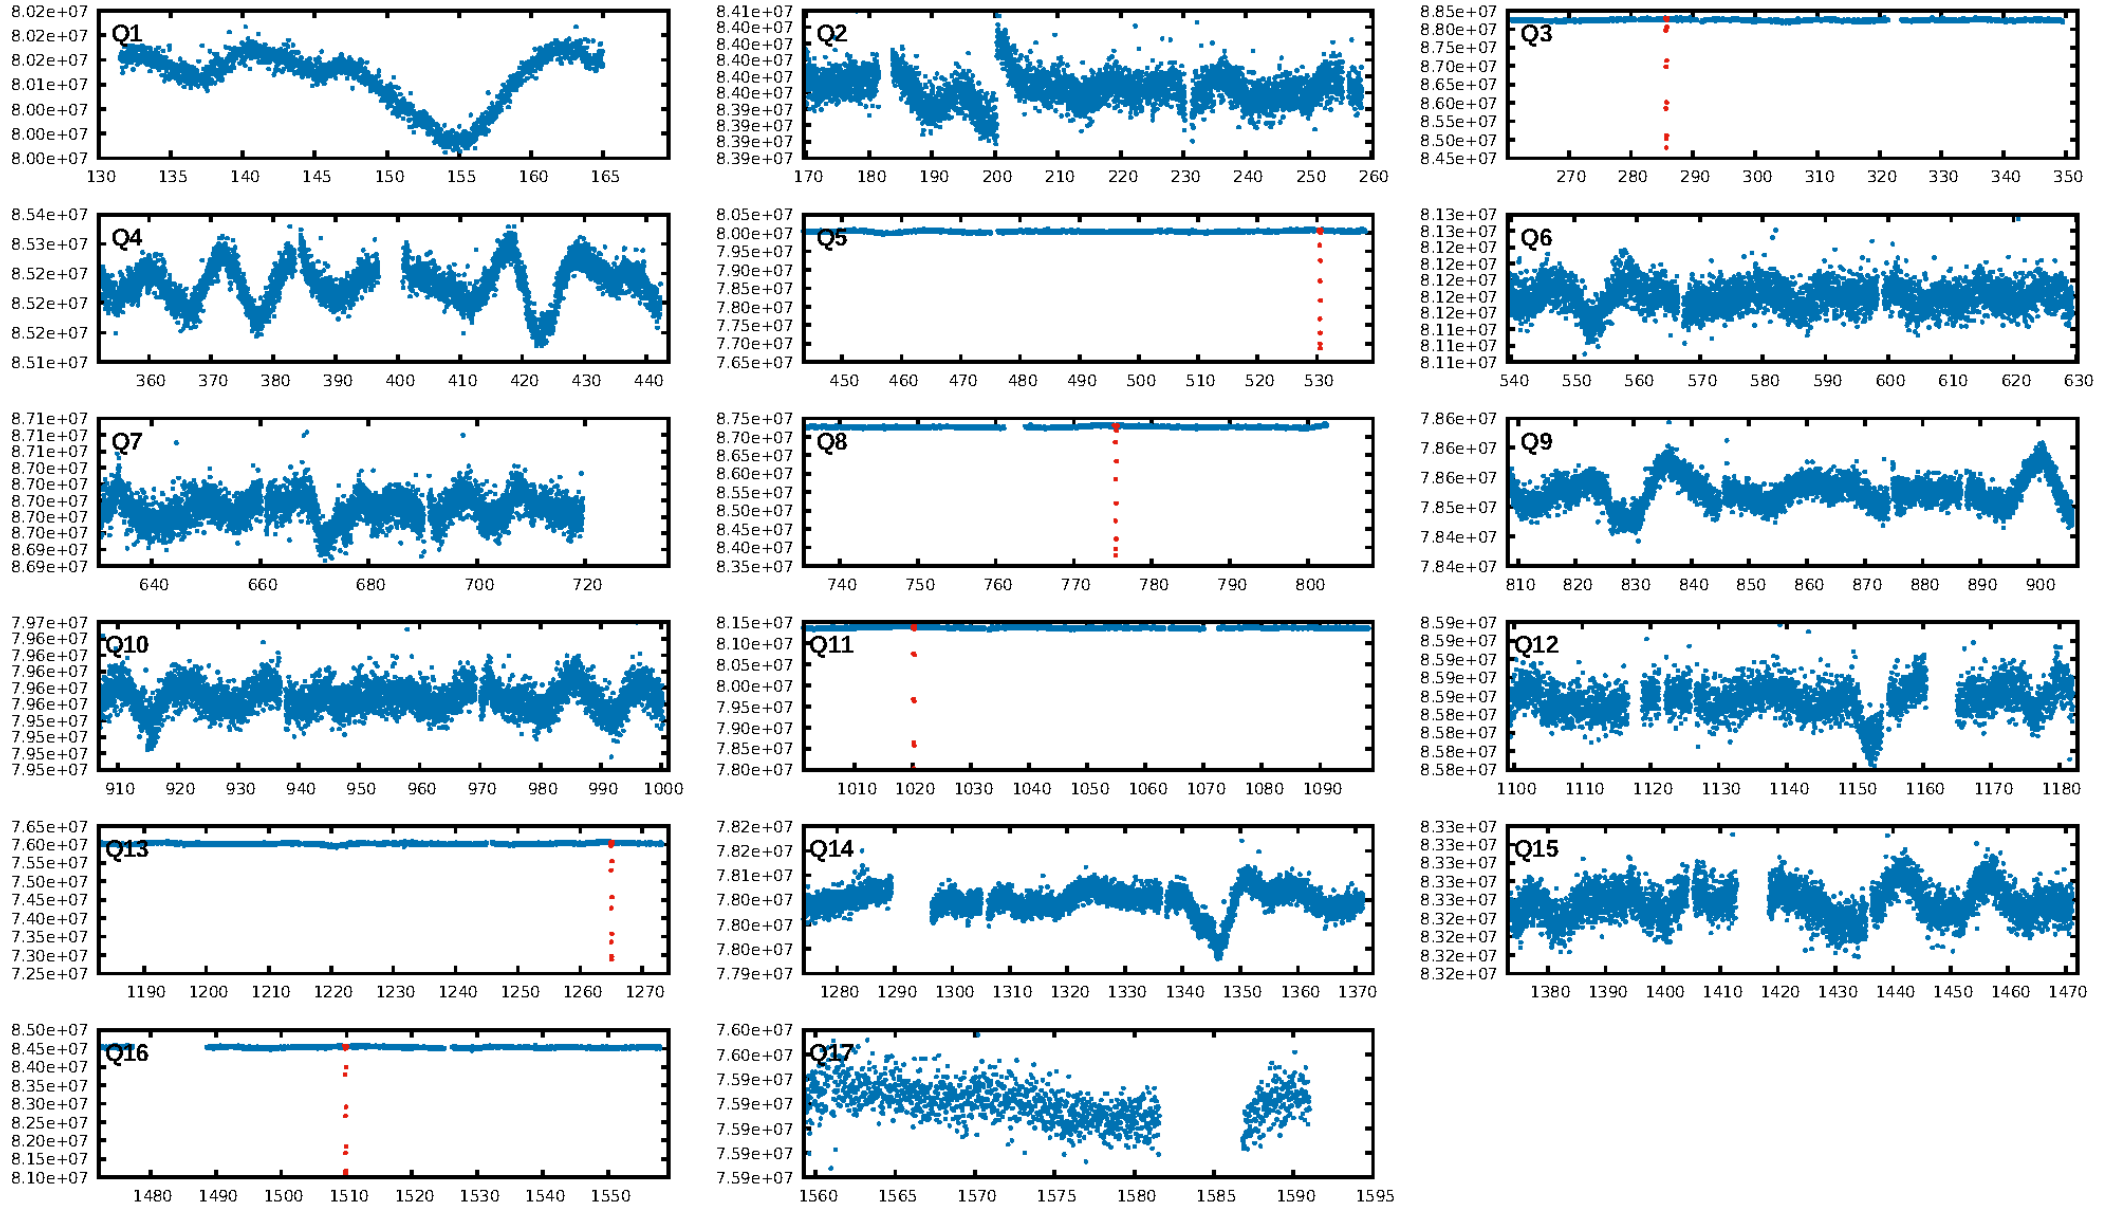 8.02e+07
8.02e+07
8.02e+07
8.01e+07
8.00e+07
8.00e+07
8.00e+07
Q1
130 135 140 145 150 155 160 165
8.41e+07
8.40e+07
8.40e+07
8.40e+07
8.40e+07
8.40e+07
8.39e+07
8.39e+07
8.39e+07
8.39e+07
Q2
170 180 190 200 210 220 230 240 250 260
8.85e+07
8.80e+07
8.75e+07
8.70e+07
8.65e+07
8.60e+07
8.55e+07
8.50e+07
8.45e+07
Q3
270 280 290 300 310 320 330 340 350
8.54e+07
8.53e+07
8.52e+07
8.52e+07
8.52e+07
8.51e+07
Q4
360 370 380 390 400 410 420 430 440
8.05e+07
8.00e+07
7.95e+07
7.90e+07
7.85e+07
7.80e+07
7.75e+07
7.70e+07
7.65e+07
Q5
450 460 470 480 490 500 510 520 530
8.13e+07
8.13e+07
8.12e+07
8.12e+07
8.12e+07
8.12e+07
8.12e+07
8.11e+07
8.11e+07
8.11e+07
Q6
540 550 560 570 580 590 600 610 620 630
8.71e+07
8.71e+07
8.71e+07
8.70e+07
8.70e+07
8.70e+07
8.70e+07
8.70e+07
8.69e+07
8.69e+07
Q7
640 660 680 700 720
8.75e+07
8.70e+07
8.65e+07
8.60e+07
8.55e+07
8.50e+07
8.45e+07
8.40e+07
8.35e+07
Q8
740 750 760 770 780 790 800
7.86e+07
7.86e+07
7.86e+07
7.85e+07
7.84e+07
7.84e+07
Q9
810 820 830 840 850 860 870 880 890 900
7.97e+07
7.96e+07
7.96e+07
7.96e+07
7.96e+07
7.96e+07
7.95e+07
7.95e+07
7.95e+07
7.95e+07
Q10
910 920 930 940 950 960 970 980 990 1000
8.15e+07
8.10e+07
8.05e+07
8.00e+07
7.95e+07
7.90e+07
7.85e+07
7.80e+07
Q11
1010 1020 1030 1040 1050 1060 1070 1080 1090
8.59e+07
8.59e+07
8.59e+07
8.59e+07
8.59e+07
8.58e+07
8.58e+07
8.58e+07
8.58e+07
Q12
1100 1110 1120 1130 1140 1150 1160 1170 1180
7.65e+07
7.60e+07
7.55e+07
7.50e+07
7.45e+07
7.40e+07
7.35e+07
7.30e+07
7.25e+07
Q13
1190 1200 1210 1220 1230 1240 1250 1260 1270
7.82e+07
7.82e+07
7.81e+07
7.80e+07
7.80e+07
7.80e+07
7.79e+07
Q14
1280 1290 1300 1310 1320 1330 1340 1350 1360 1370
8.33e+07
8.33e+07
8.33e+07
8.33e+07
8.33e+07
8.32e+07
8.32e+07
8.32e+07
8.32e+07
Q15
1380 1390 1400 1410 1420 1430 1440 1450 1460 1470
8.50e+07
8.45e+07
8.40e+07
8.35e+07
8.30e+07
8.25e+07
8.20e+07
8.15e+07
8.10e+07
Q16
1480 1490 1500 1510 1520 1530 1540 1550
7.60e+07
7.60e+07
7.59e+07
7.59e+07
7.59e+07
7.59e+07
7.59e+07
Q17
1560 1565 1570 1575 1580 1585 1590 1595